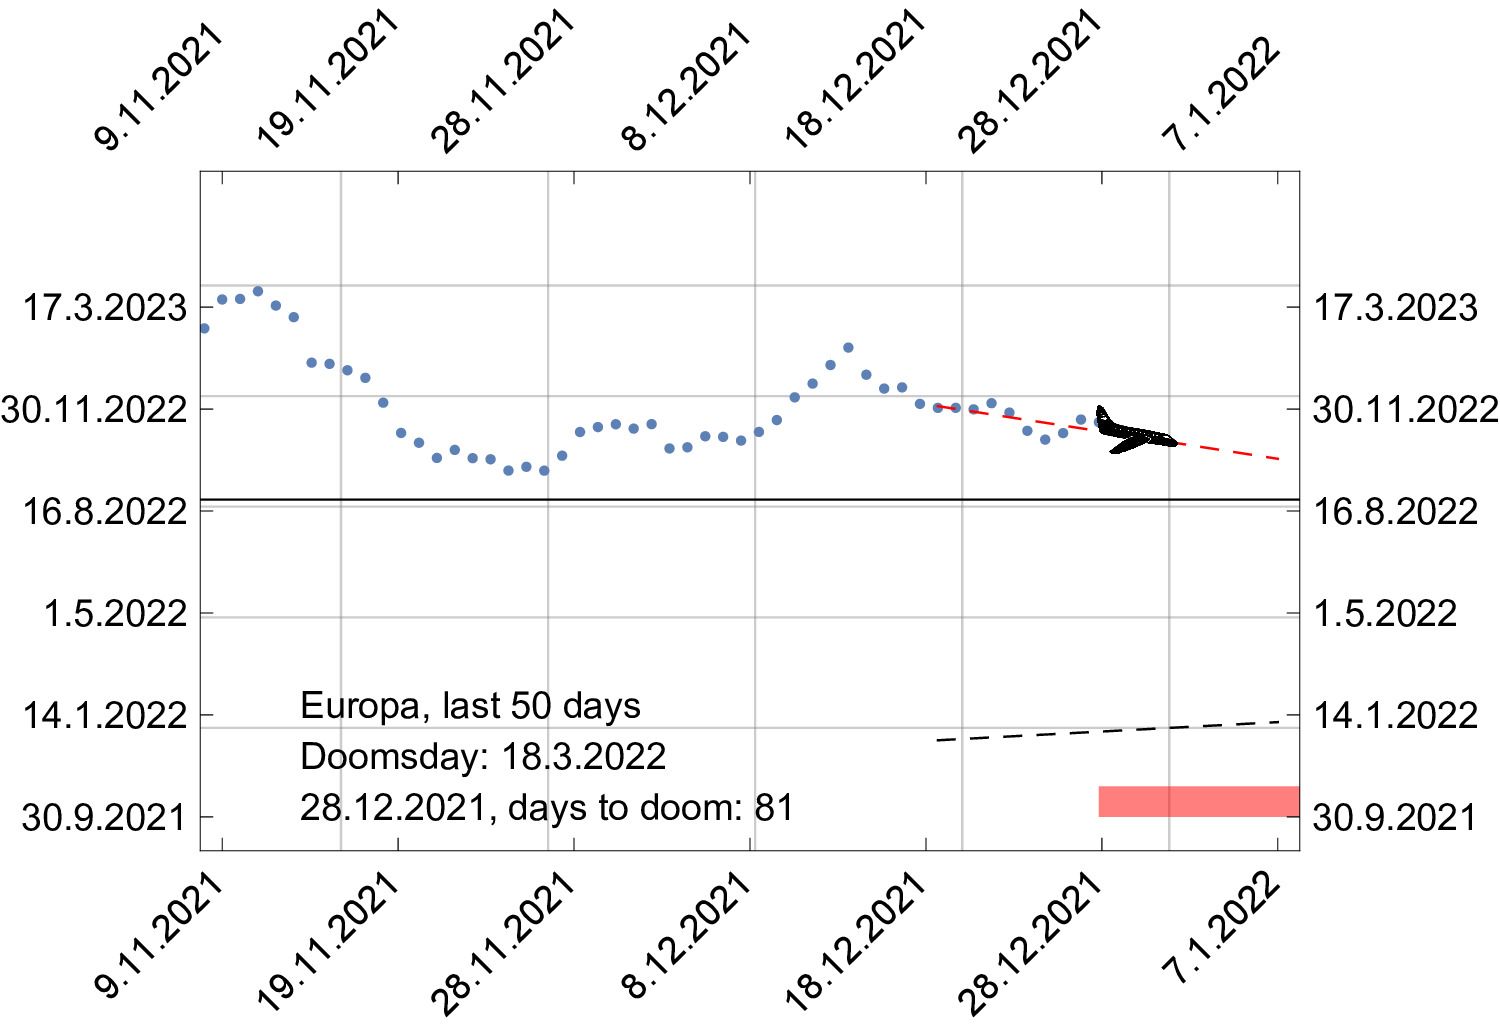 9.11.2021 19.11.2021 28.11.2021 8.12.2021 18.12.2021 28.12.2021 7.1.2022
17.3.2023 17.3.2023
30.11.2022 30.11.2022
16.8.2022 16.8.2022
1.5.2022 1.5.2022
Europa, last 50 days
14.1.2022 14.1.2022
Doomsday: 18.3.2022
28.12.2021, days to doom: 81
30.9.2021 30.9.2021
9.11.2021 19.11.2021 28.11.2021 8.12.2021 18.12.2021 28.12.2021 7.1.2022